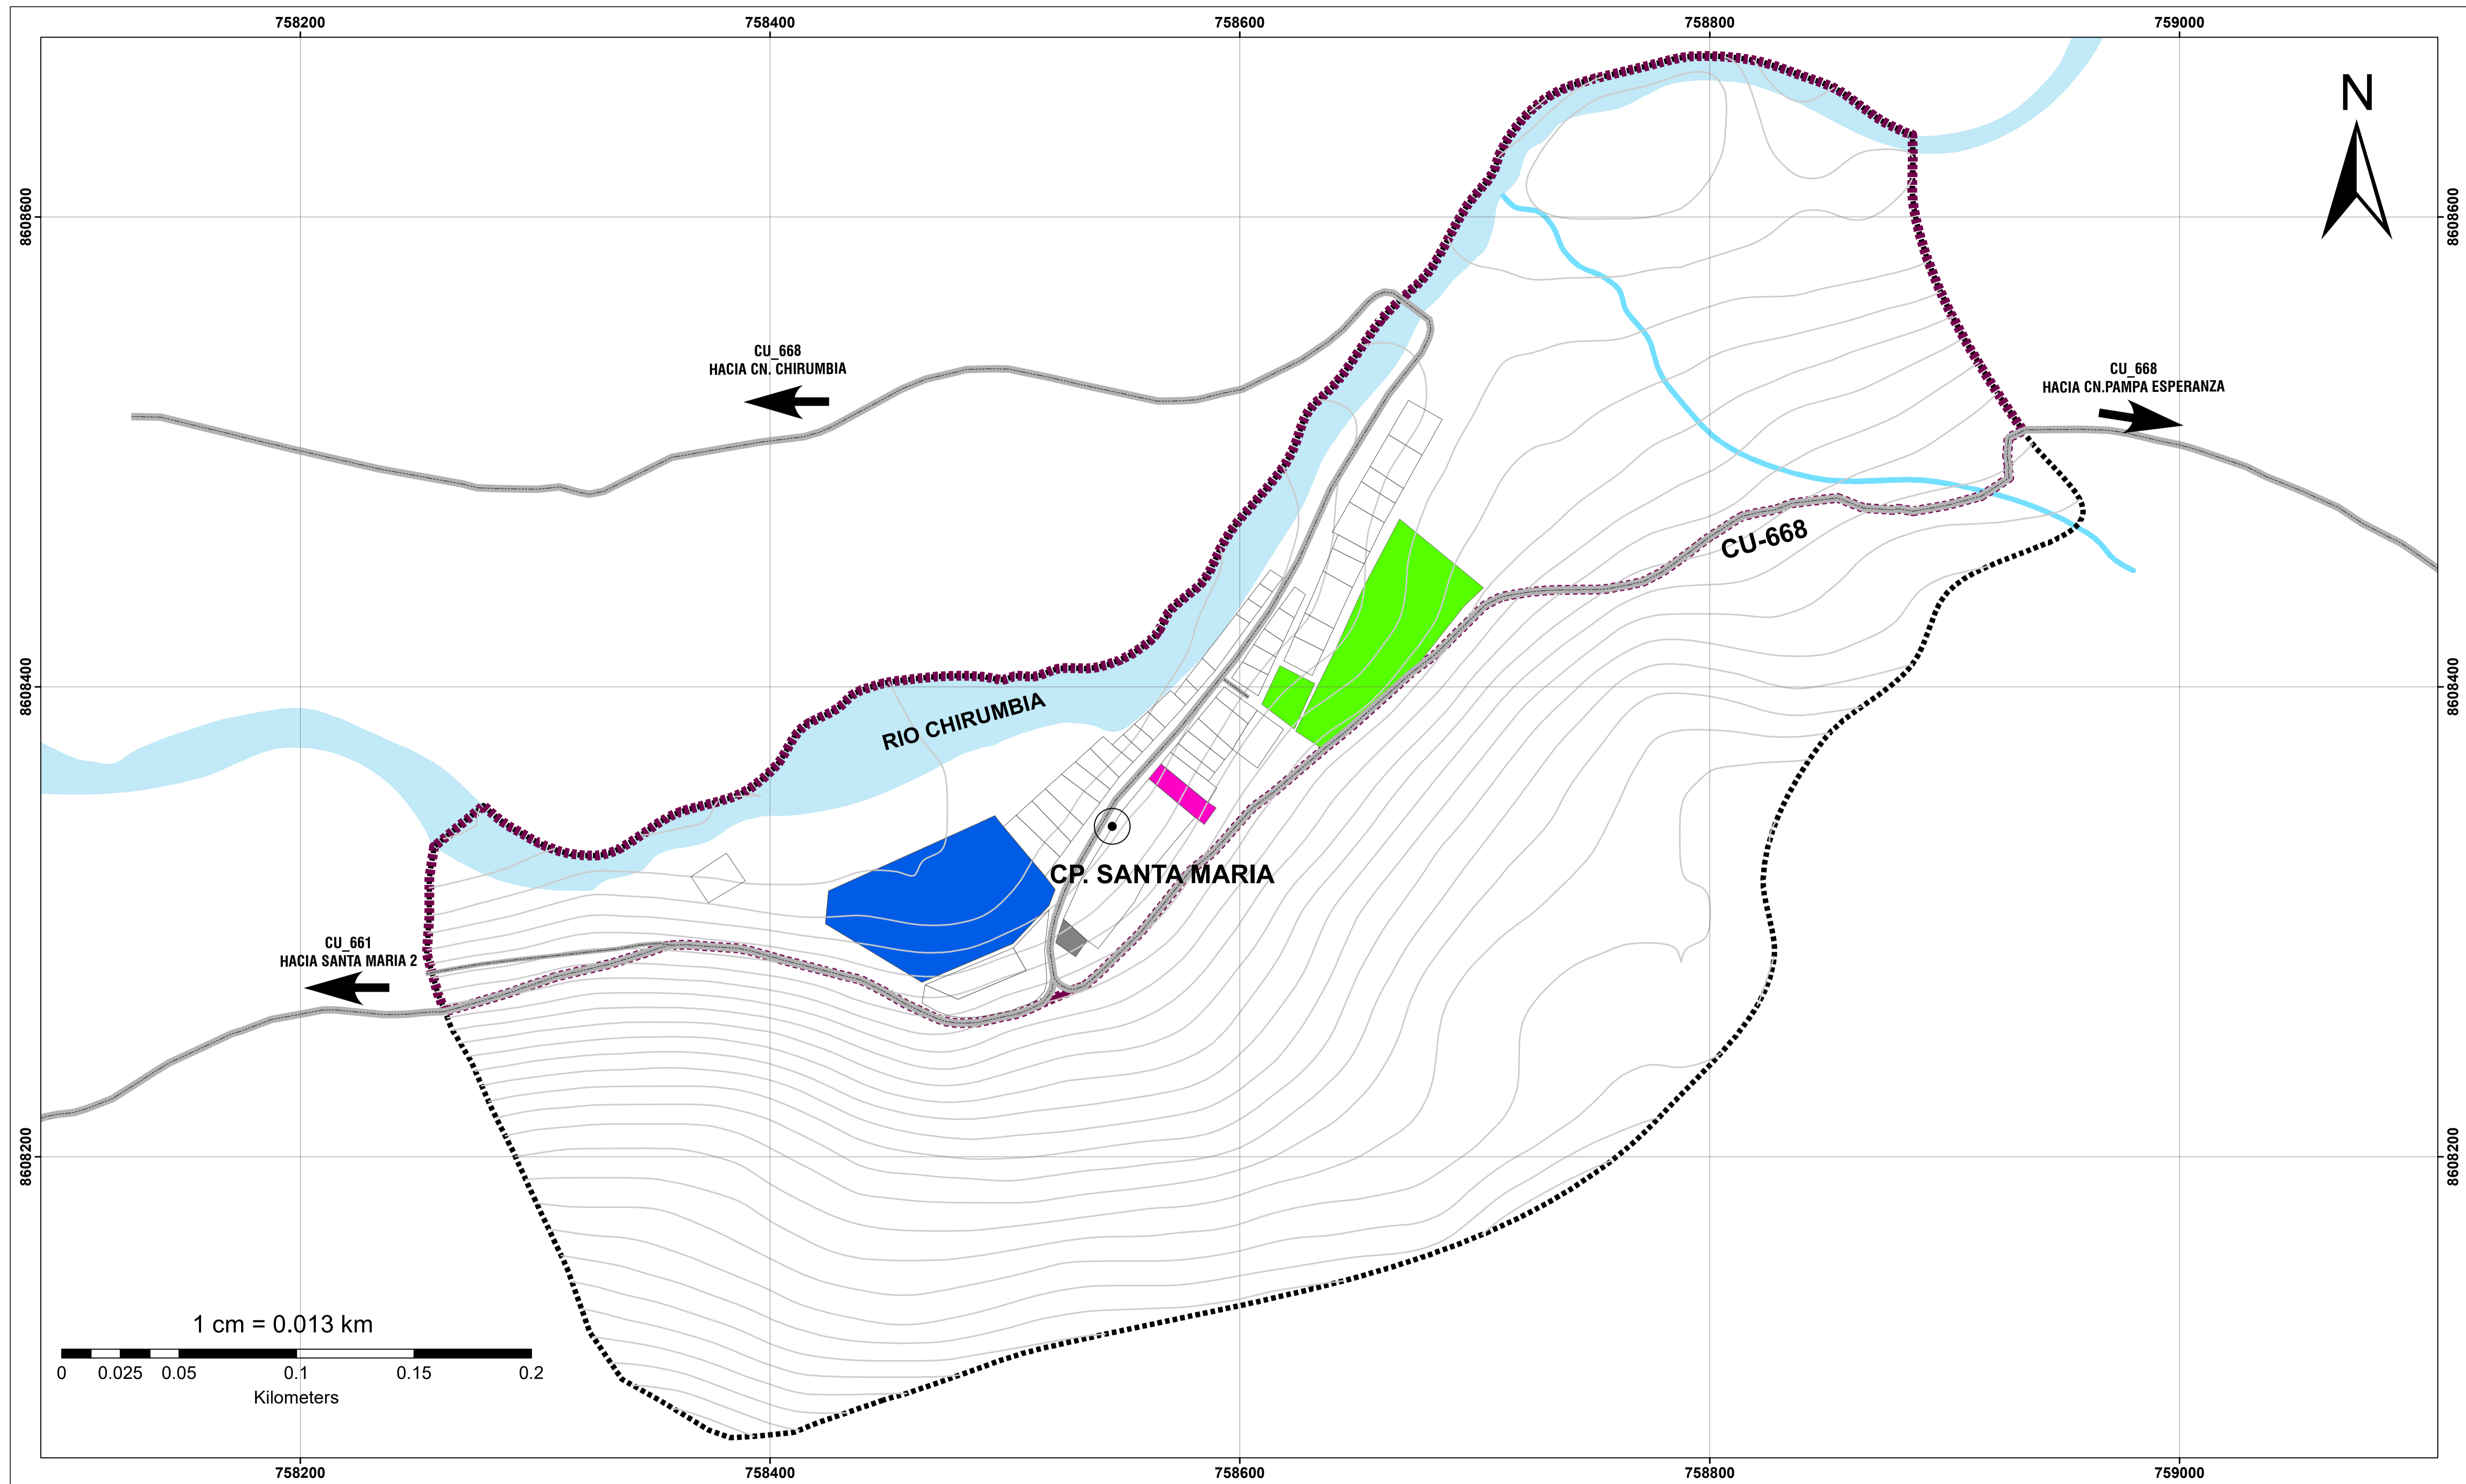 758200 758400 758600 758800 759000
N
8608600 8608600
CU_668
HACIA CN. CHIRUMBIA
CU_668
HACIA CN.PAMPA ESPERANZA
CU-668
8608400 8608400
RIO CHIRUMBIA
CP. SANTA MARIA
CU_661
HACIA SANTA MARIA 2
8608200 8608200
1 cm = 0.013 km
0 0.025 0.05 0.1 0.15 0.2
Kilometers
758200 758400 758600 758800 759000